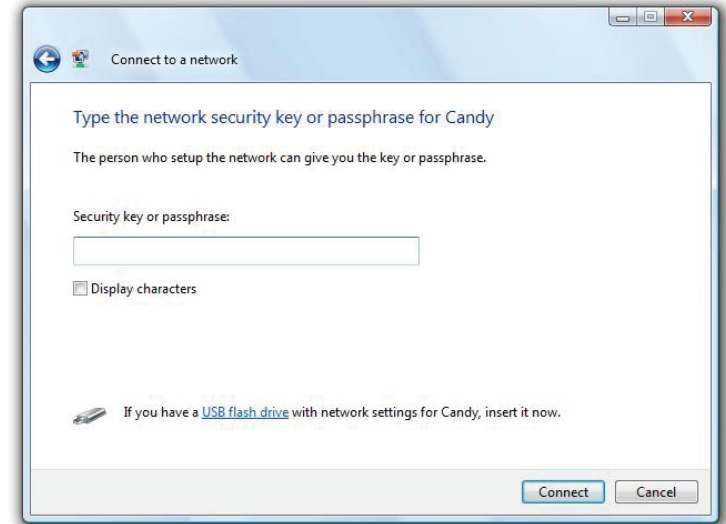 Connect to a network
Type the network security key or passphrase for Candy
The person who setup the network can give you the key or passphrase.
Security key or passphrase:
Display characters
If you have a USB flash drive with network settings for Candy, insert it now.
Connect Cancel